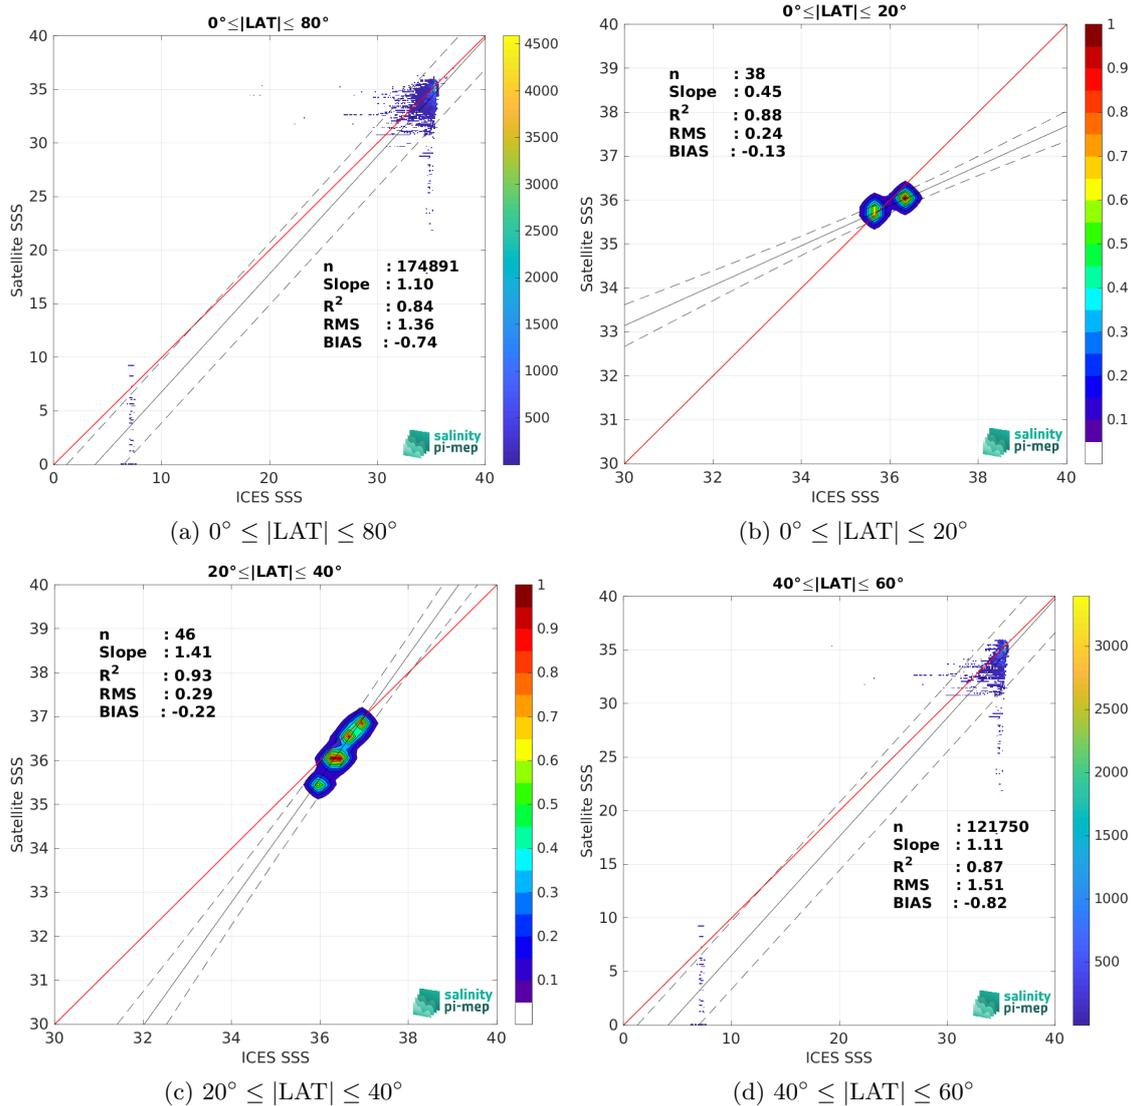 0°≤|LAT|≤ 80°
40
35
30
25
20
15
10
5
0
Satellite SSS
n : 174891
Slope : 1.10
R2 : 0.84
RMS : 1.36
BIAS : -0.74
salinity
pi-mep
0 10 20 30 40
ICES SSS
4500
4000
3500
3000
2500
2000
1500
1000
500
(a) 0° ≤ |LAT| ≤ 80°
0°≤|LAT|≤ 20°
40
39
38
37
36
35
34
33
32
31
30
Satellite SSS
n : 38
Slope : 0.45
R2 : 0.88
RMS : 0.24
BIAS : -0.13
salinity
pi-mep
30 32 34 36 38 40
ICES SSS
1
0.9
0.8
0.7
0.6
0.5
0.4
0.3
0.2
0.1
(b) 0° ≤ |LAT| ≤ 20°
20°≤|LAT|≤ 40°
40
39
38
37
36
35
34
33
32
31
30
Satellite SSS
n : 46
Slope : 1.41
R2 : 0.93
RMS : 0.29
BIAS : -0.22
salinity
pi-mep
30 32 34 36 38 40
ICES SSS
1
0.9
0.8
0.7
0.6
0.5
0.4
0.3
0.2
0.1
(c) 20° ≤ |LAT| ≤ 40°
40°≤|LAT|≤ 60°
40
35
30
25
20
15
10
5
0
Satellite SSS
n : 121750
Slope : 1.11
R2 : 0.87
RMS : 1.51
BIAS : -0.82
salinity
pi-mep
0 10 20 30 40
ICES SSS
3000
2500
2000
1500
1000
500
(d) 40° ≤ |LAT| ≤ 60°